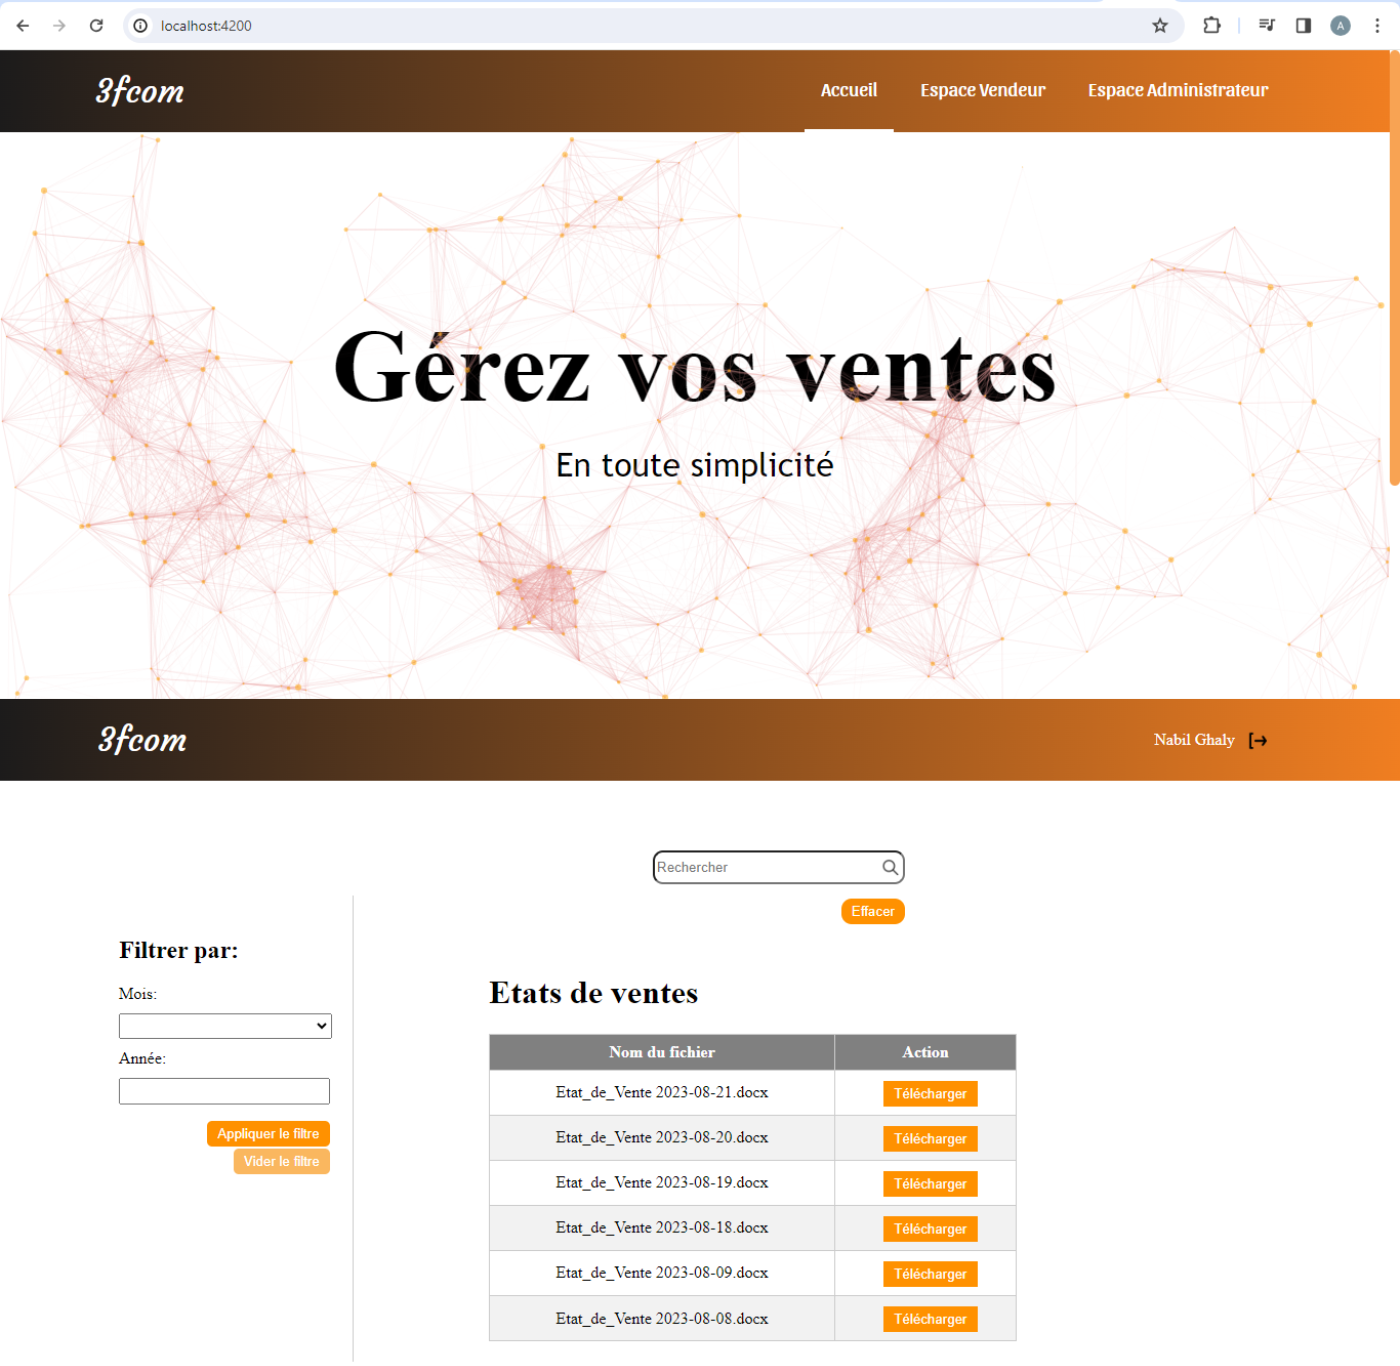 localhost:4200
A
3fcom
Accueil
Espace Vendeur
Espace Administrateur
Gérez vos ventes
En toute simplicité
3fcom
Nabil Ghaly
Rechercher
Effacer
Filtrer par:
Mois:
Année:
Appliquer le filtre
Vider le filtre
Etats de ventes
Nom du fichier Action
Etat_de_Vente 2023-08-21.docx Télécharger
Etat_de_Vente 2023-08-20.docx Télécharger
Etat_de_Vente 2023-08-19.docx Télécharger
Etat_de_Vente 2023-08-18.docx Télécharger
Etat_de_Vente 2023-08-09.docx Télécharger
Etat_de_Vente 2023-08-08.docx Télécharger